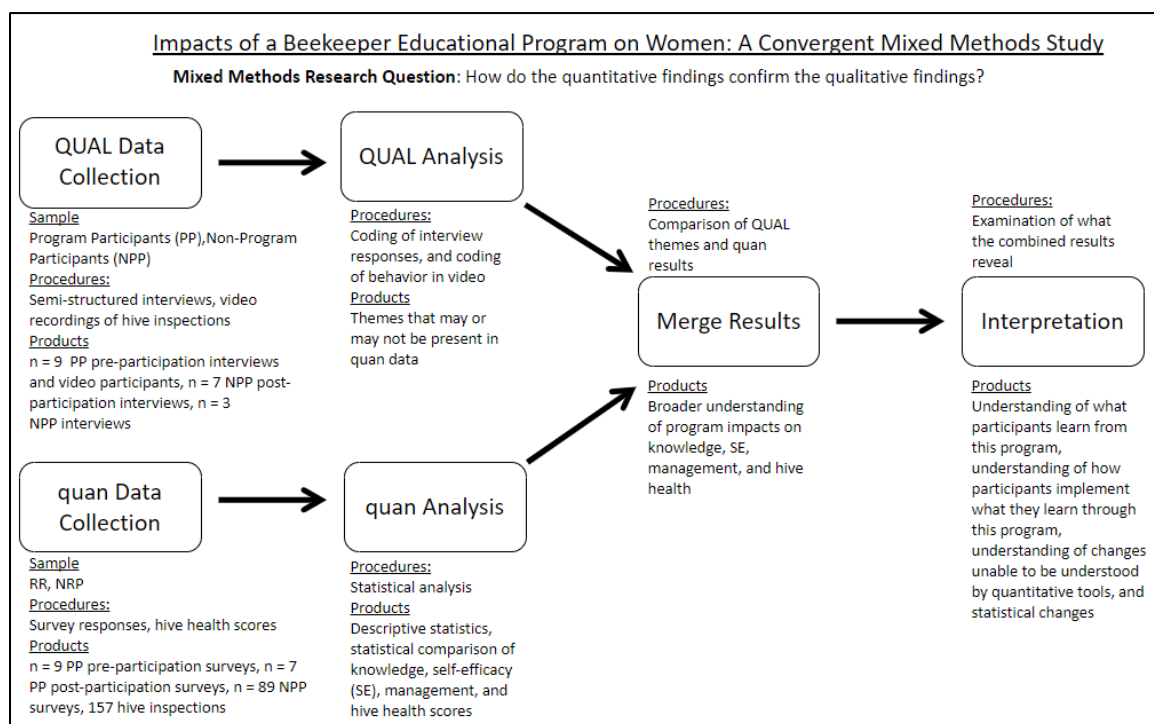 Impacts of a Beekeeper Educational Program on Women: A Convergent Mixed Methods Study
Mixed Methods Research Question: How do the quantitative findings confirm the qualitative findings?
QUAL Data
Collection
Sample
Program Participants (PP),Non-Program
Participants (NPP)
Procedures:
Semi-structured interviews, video
recordings of hive inspections
Products
n = 9 PP pre-participation interviews
and video participants, n = 7 NPP post-
participation interviews, n = 3
NPP interviews
QUAL Analysis
Procedures:
Coding of interview
responses, and coding
of behavior in video
Products
Themes that may or
may not be present in
quan data
quan Data
Collection
Sample
RR, NRP
Procedures:
Survey responses, hive health scores
Products
n = 9 PP pre-participation surveys, n = 7
PP post-participation surveys, n = 89 NPP
surveys, 157 hive inspections
quan Analysis
Procedures:
Statistical analysis
Products
Descriptive statistics,
statistical comparison of
knowledge, self-efficacy
(SE), management, and
hive health scores
Procedures:
Comparison of QUAL
themes and quan
results
Merge Results
Products
Broader understanding
of program impacts on
knowledge, SE,
management, and hive
health
Procedures:
Examination of what
the combined results
reveal
Interpretation
Products
Understanding of what
participants learn from
this program,
understanding of how
participants implement
what they learn through
this program,
understanding of changes
unable to be understood
by quantitative tools, and
statistical changes